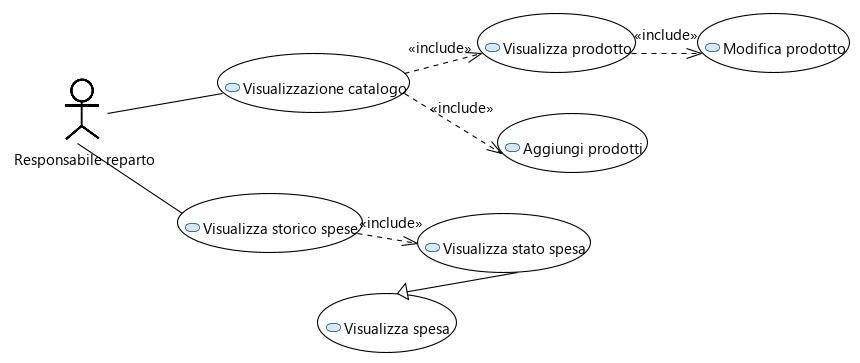 «include»
Visualizza prodotto
«include»
Modifica prodotto
Visualizzazione catalogo
«include»
Aggiungi prodotti
Responsabile reparto
Visualizza storico spese
«include»
Visualizza stato spesa
Visualizza spesa